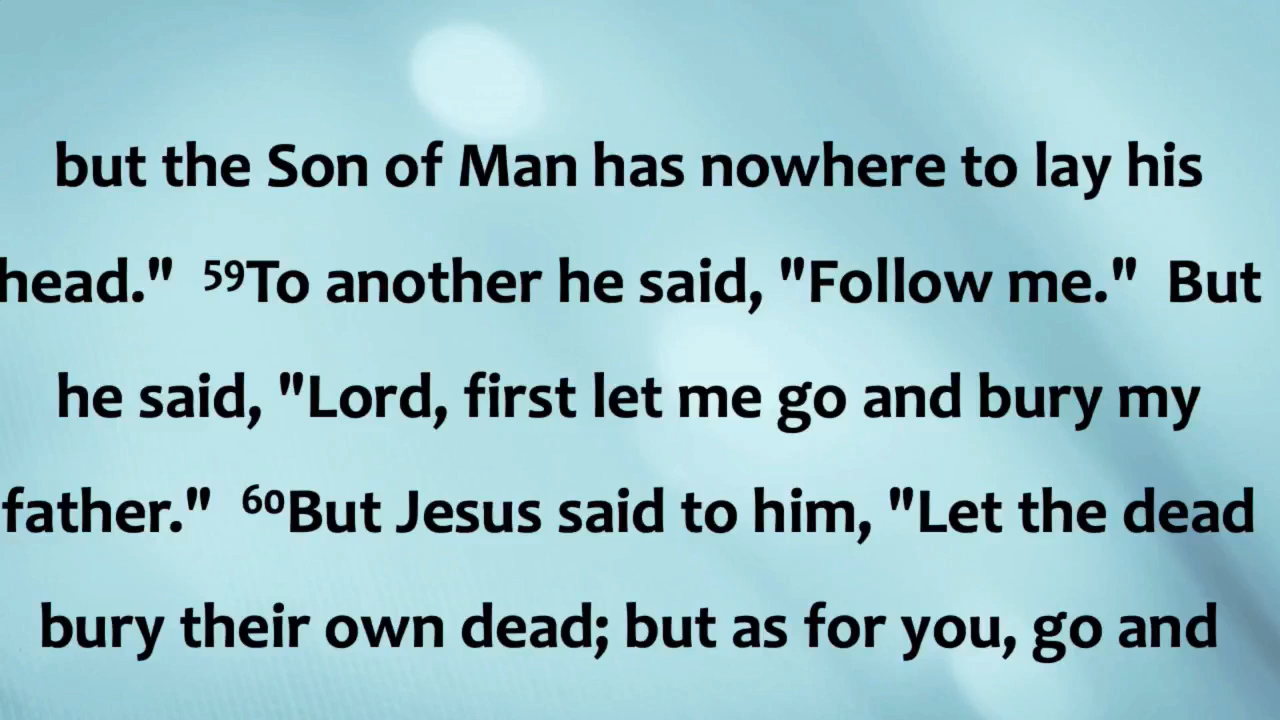 but the Son of Man has nowhere to lay his
head." ⁵⁹To another he said, "Follow me." But
he said, "Lord, first let me go and bury my
father." ⁶⁰But Jesus said to him, "Let the dead
bury their own dead; but as for you, go and